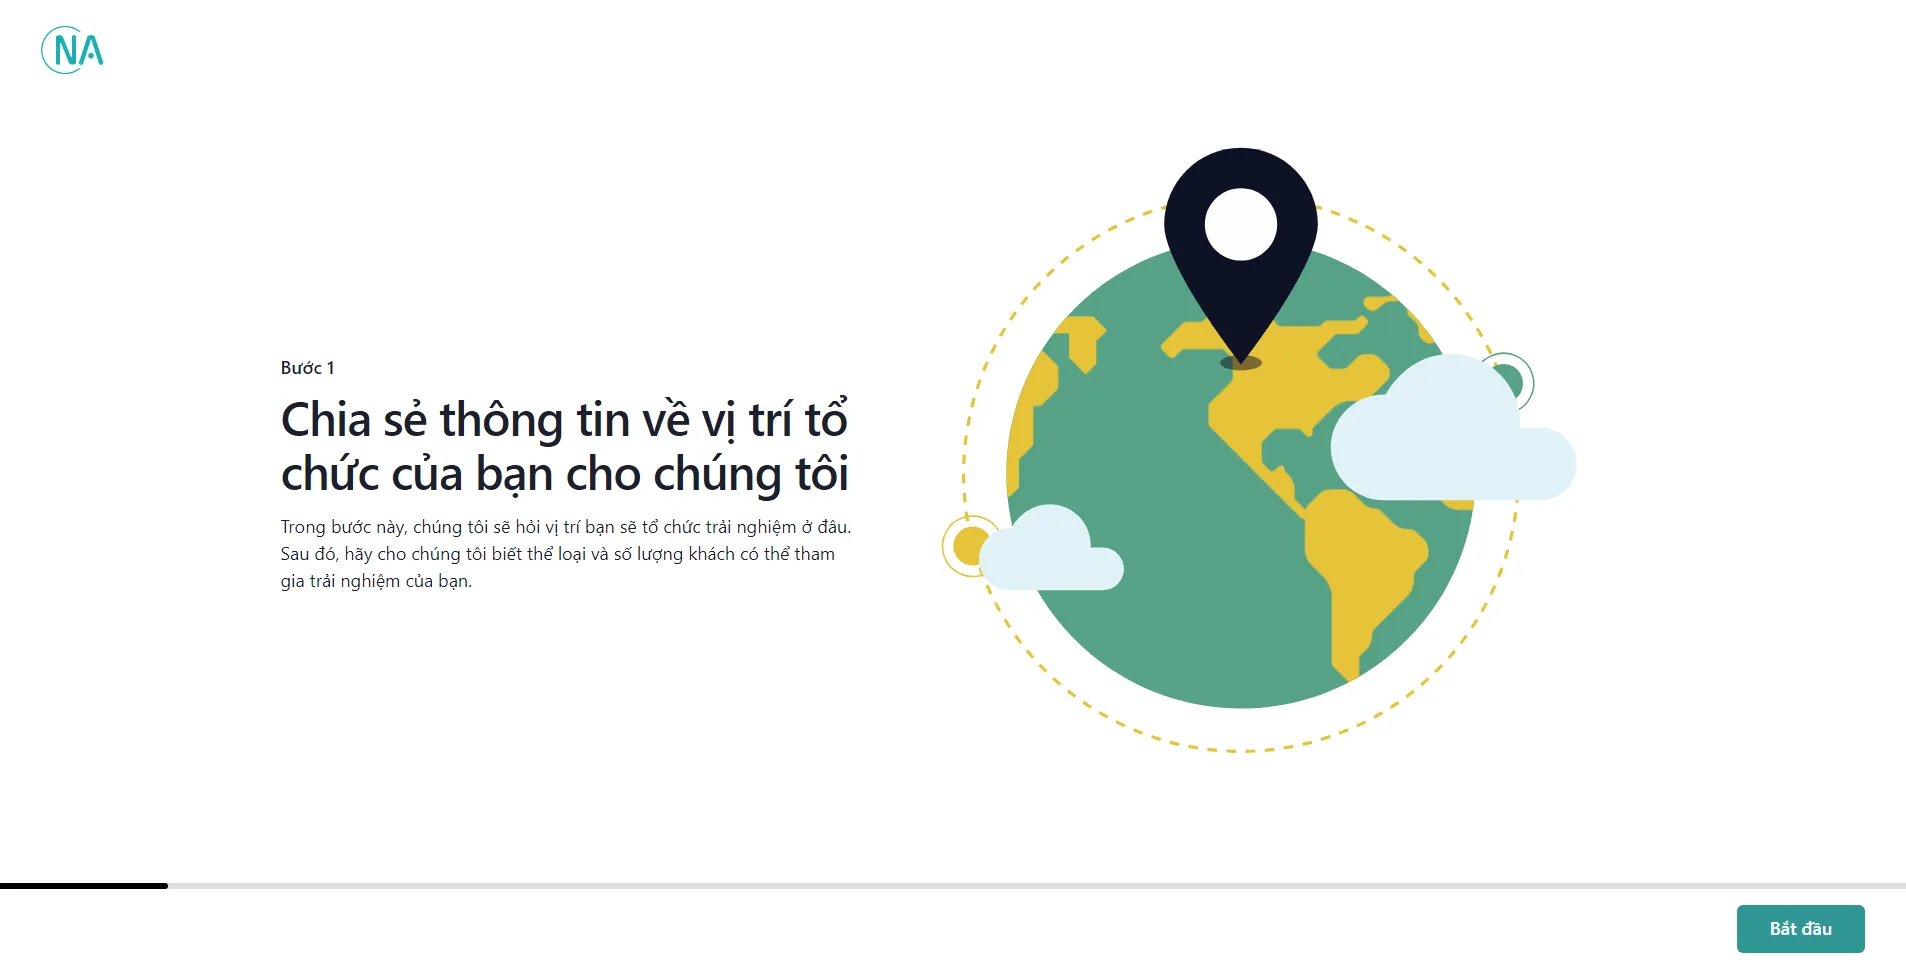 NA
Bước 1
Chia sẻ thông tin về vị trí tổ
chức của bạn cho chúng tôi
Trong bước này, chúng tôi sẽ hỏi vị trí bạn sẽ tổ chức trải nghiệm ở đâu.
Sau đó, hãy cho chúng tôi biết thể loại và số lượng khách có thể tham
gia trải nghiệm của bạn.
Bắt đầu